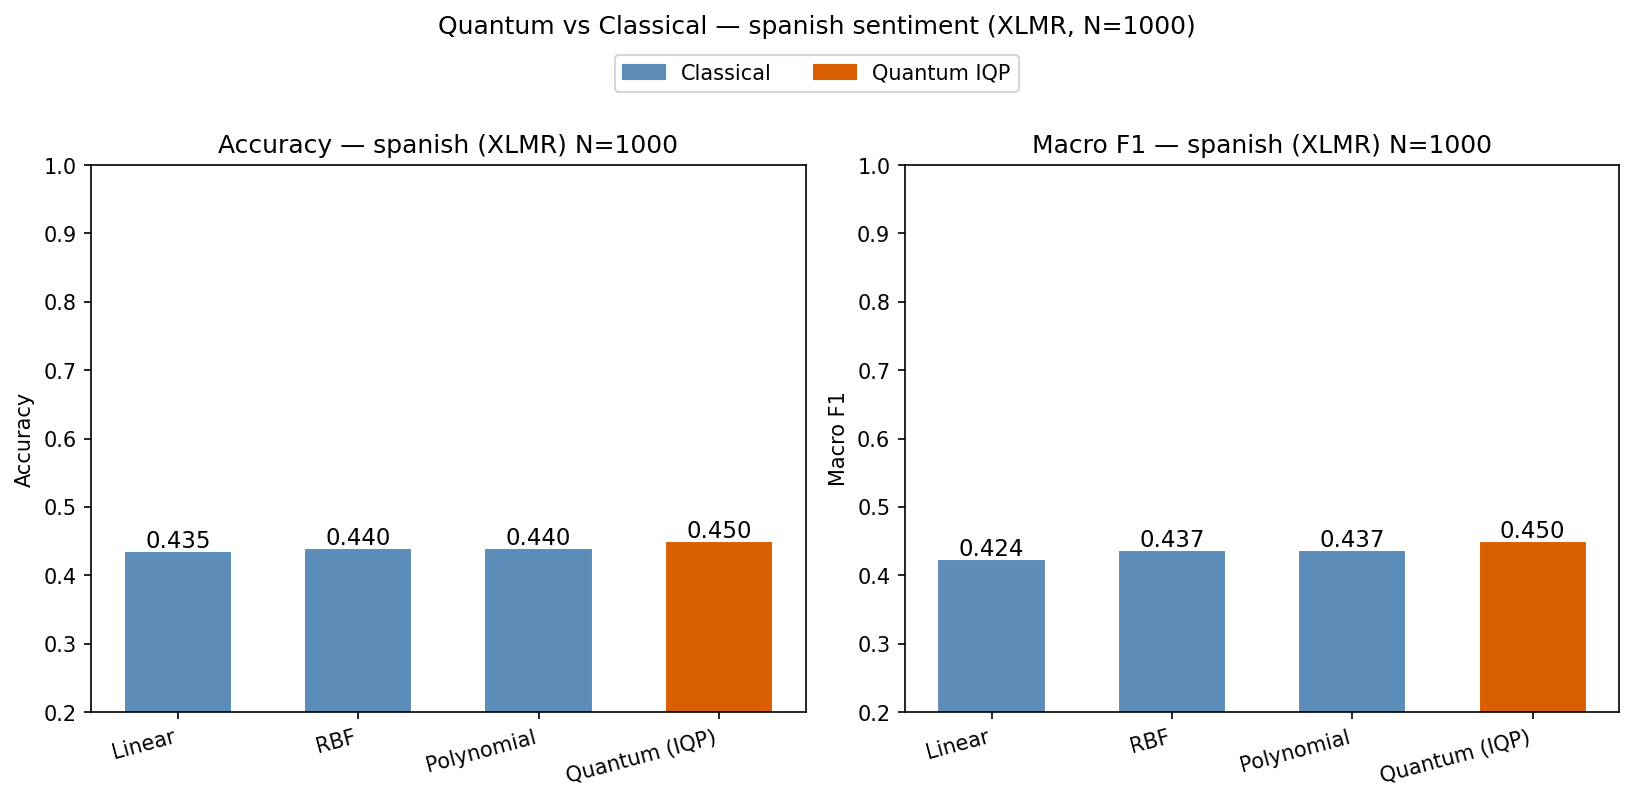 Quantum vs Classical — spanish sentiment (XLMR, N=1000)
Classical
Quantum IQP
Accuracy — spanish (XLMR) N=1000
Accuracy
1.0
0.9
0.8
0.7
0.6
0.5
0.4
0.3
0.2
0.435
0.440
0.440
0.450
Linear
RBF
Polynomial
Quantum (IQP)
Macro F1 — spanish (XLMR) N=1000
Macro F1
1.0
0.9
0.8
0.7
0.6
0.5
0.4
0.3
0.2
0.424
0.437
0.437
0.450
Linear
RBF
Polynomial
Quantum (IQP)